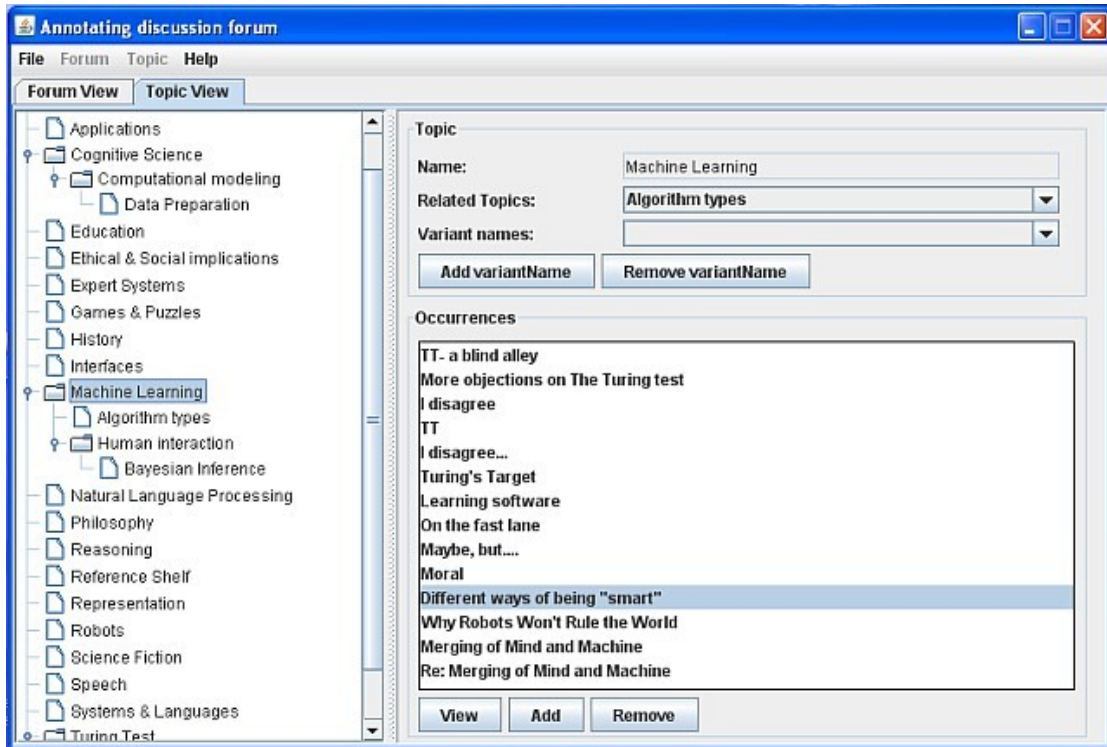 Annotating discussion forum
File Forum Topic Help
Forum View Topic View
Applications
Cognitive Science
Computational modeling
Data Preparation
Education
Ethical & Social implications
Expert Systems
Games & Puzzles
History
Interfaces
Machine Learning
Algorithm types
Human interaction
Bayesian Inference
Natural Language Processing
Philosophy
Reasoning
Reference Shelf
Representation
Robots
Science Fiction
Speech
Systems & Languages
Turing Test
Topic
Name: Machine Learning
Related Topics: Algorithm types
Variant names:
Add variantName Remove variantName
Occurrences
TT- a blind alley
More objections on The Turing test
I disagree
TT
I disagree...
Turing's Target
Learning software
On the fast lane
Maybe, but....
Moral
Different ways of being "smart"
Why Robots Won't Rule the World
Merging of Mind and Machine
Re: Merging of Mind and Machine
View Add Remove